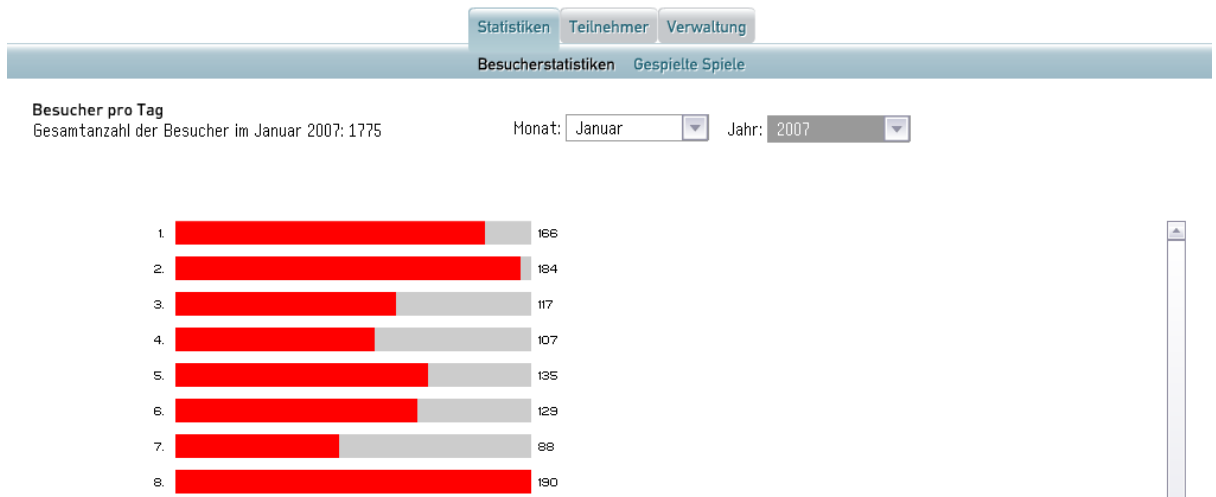 Statistiken Teilnehmer Verwaltung
Besucherstatistiken Gespielte Spiele
Besucher pro Tag
Gesamtanzahl der Besucher im Januar 2007: 1775
Monat: Januar Jahr: 2007
1. 166
2. 184
3. 117
4. 107
5. 135
6. 129
7. 88
8. 190